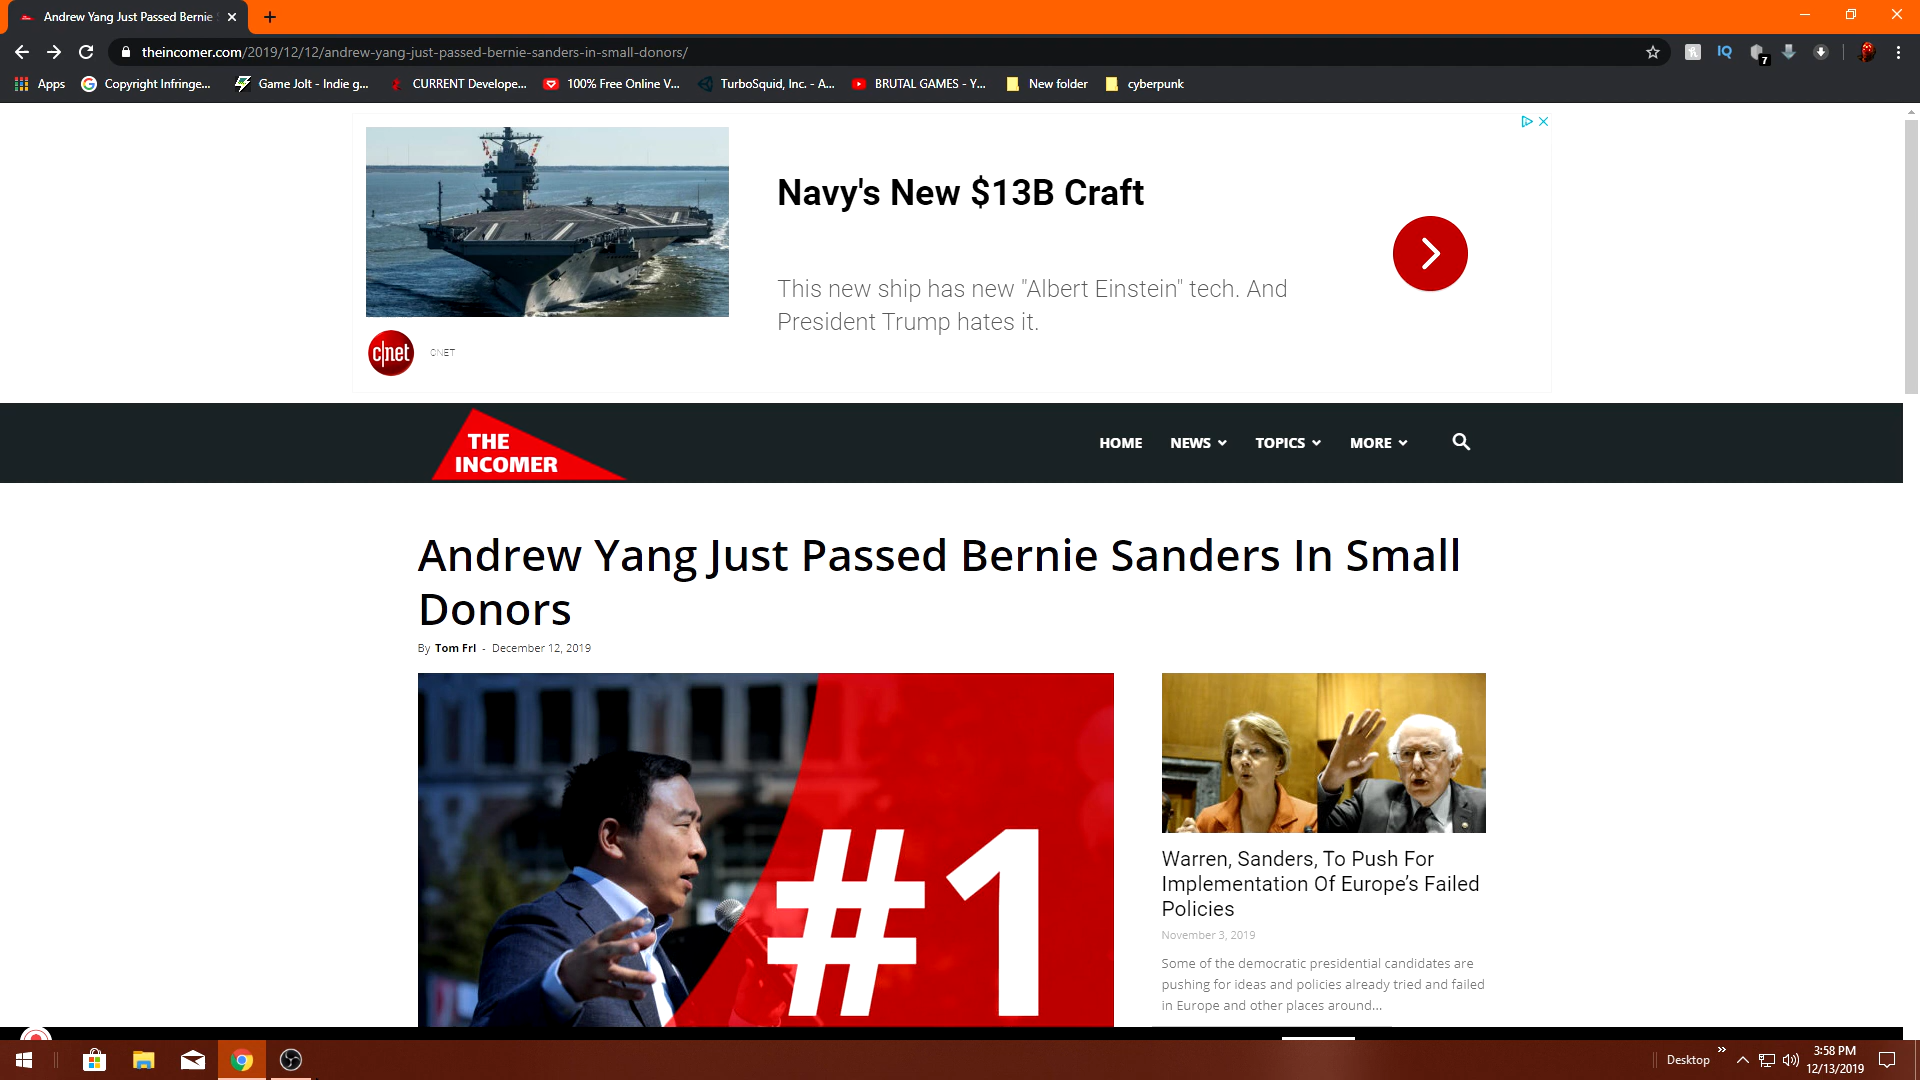 Andrew Yang Just Passed Bernie S
theincomer.com/2019/12/12/andrew-yang-just-passed-bernie-sanders-in-small-donors/
IQ
7
Apps
Copyright Infringe...
Game Jolt - Indie g...
CURRENT Develope...
100% Free Online V...
TurboSquid, Inc. - A...
BRUTAL GAMES - Y...
New folder
cyberpunk
Navy's New $13B Craft
This new ship has new "Albert Einstein" tech. And
President Trump hates it.
c|net
CNET
THE
INCOMER
HOME
NEWS
TOPICS
MORE
Andrew Yang Just Passed Bernie Sanders In Small
Donors
By Tom Frl - December 12, 2019
#1
Warren, Sanders, To Push For
Implementation Of Europe’s Failed
Policies
November 3, 2019
Some of the democratic presidential candidates are
pushing for ideas and policies already tried and failed
in Europe and other places around...
Desktop
3:58 PM
12/13/2019